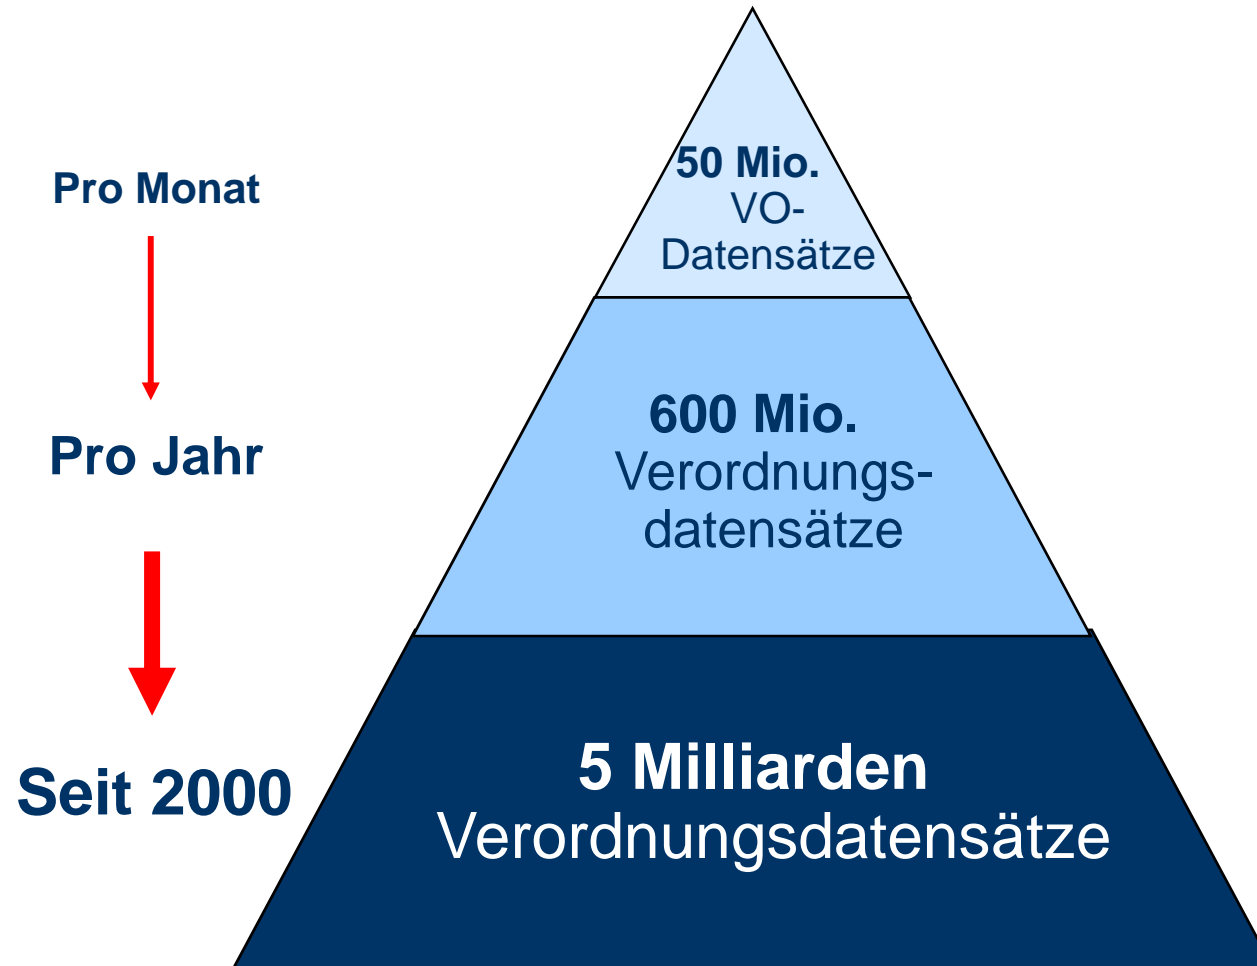 Pro Monat
50 Mio.
VO-
Datensätze
Pro Jahr
600 Mio.
Verordnungs-
datensätze
Seit 2000
5 Milliarden
Verordnungsdatensätze